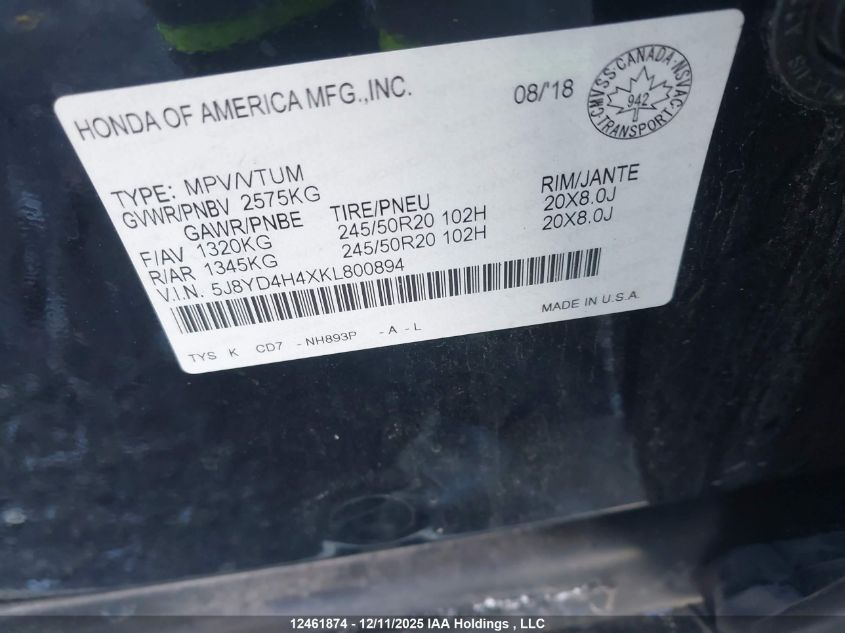 HONDA OF AMERICA MFG.,INC. 08/'18
CMVSS·CANADA·NSVAC
942
TRANSPORT
TYPE: MPV/VTUM
GVWR/PNBV 2575KG
GAWR/PNBE TIRE/PNEU RIM/JANTE
F/AV 1320KG 245/50R20 102H 20X8.0J
R/AR 1345KG 245/50R20 102H 20X8.0J
V.I.N. 5J8YD4H4XKL800894
MADE IN U.S.A.
TYS K CD7 -NH893P -A-L
12461874 - 12/11/2025 IAA Holdings , LLC